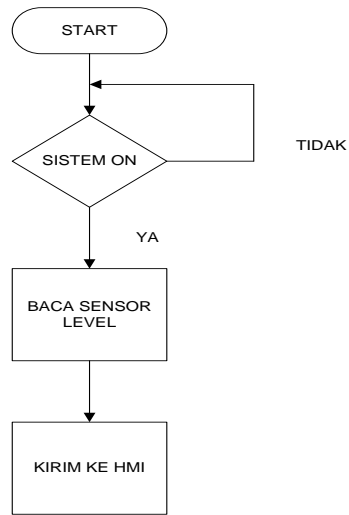 START
SISTEM ON
TIDAK
YA
BACA SENSOR
LEVEL
KIRIM KE HMI